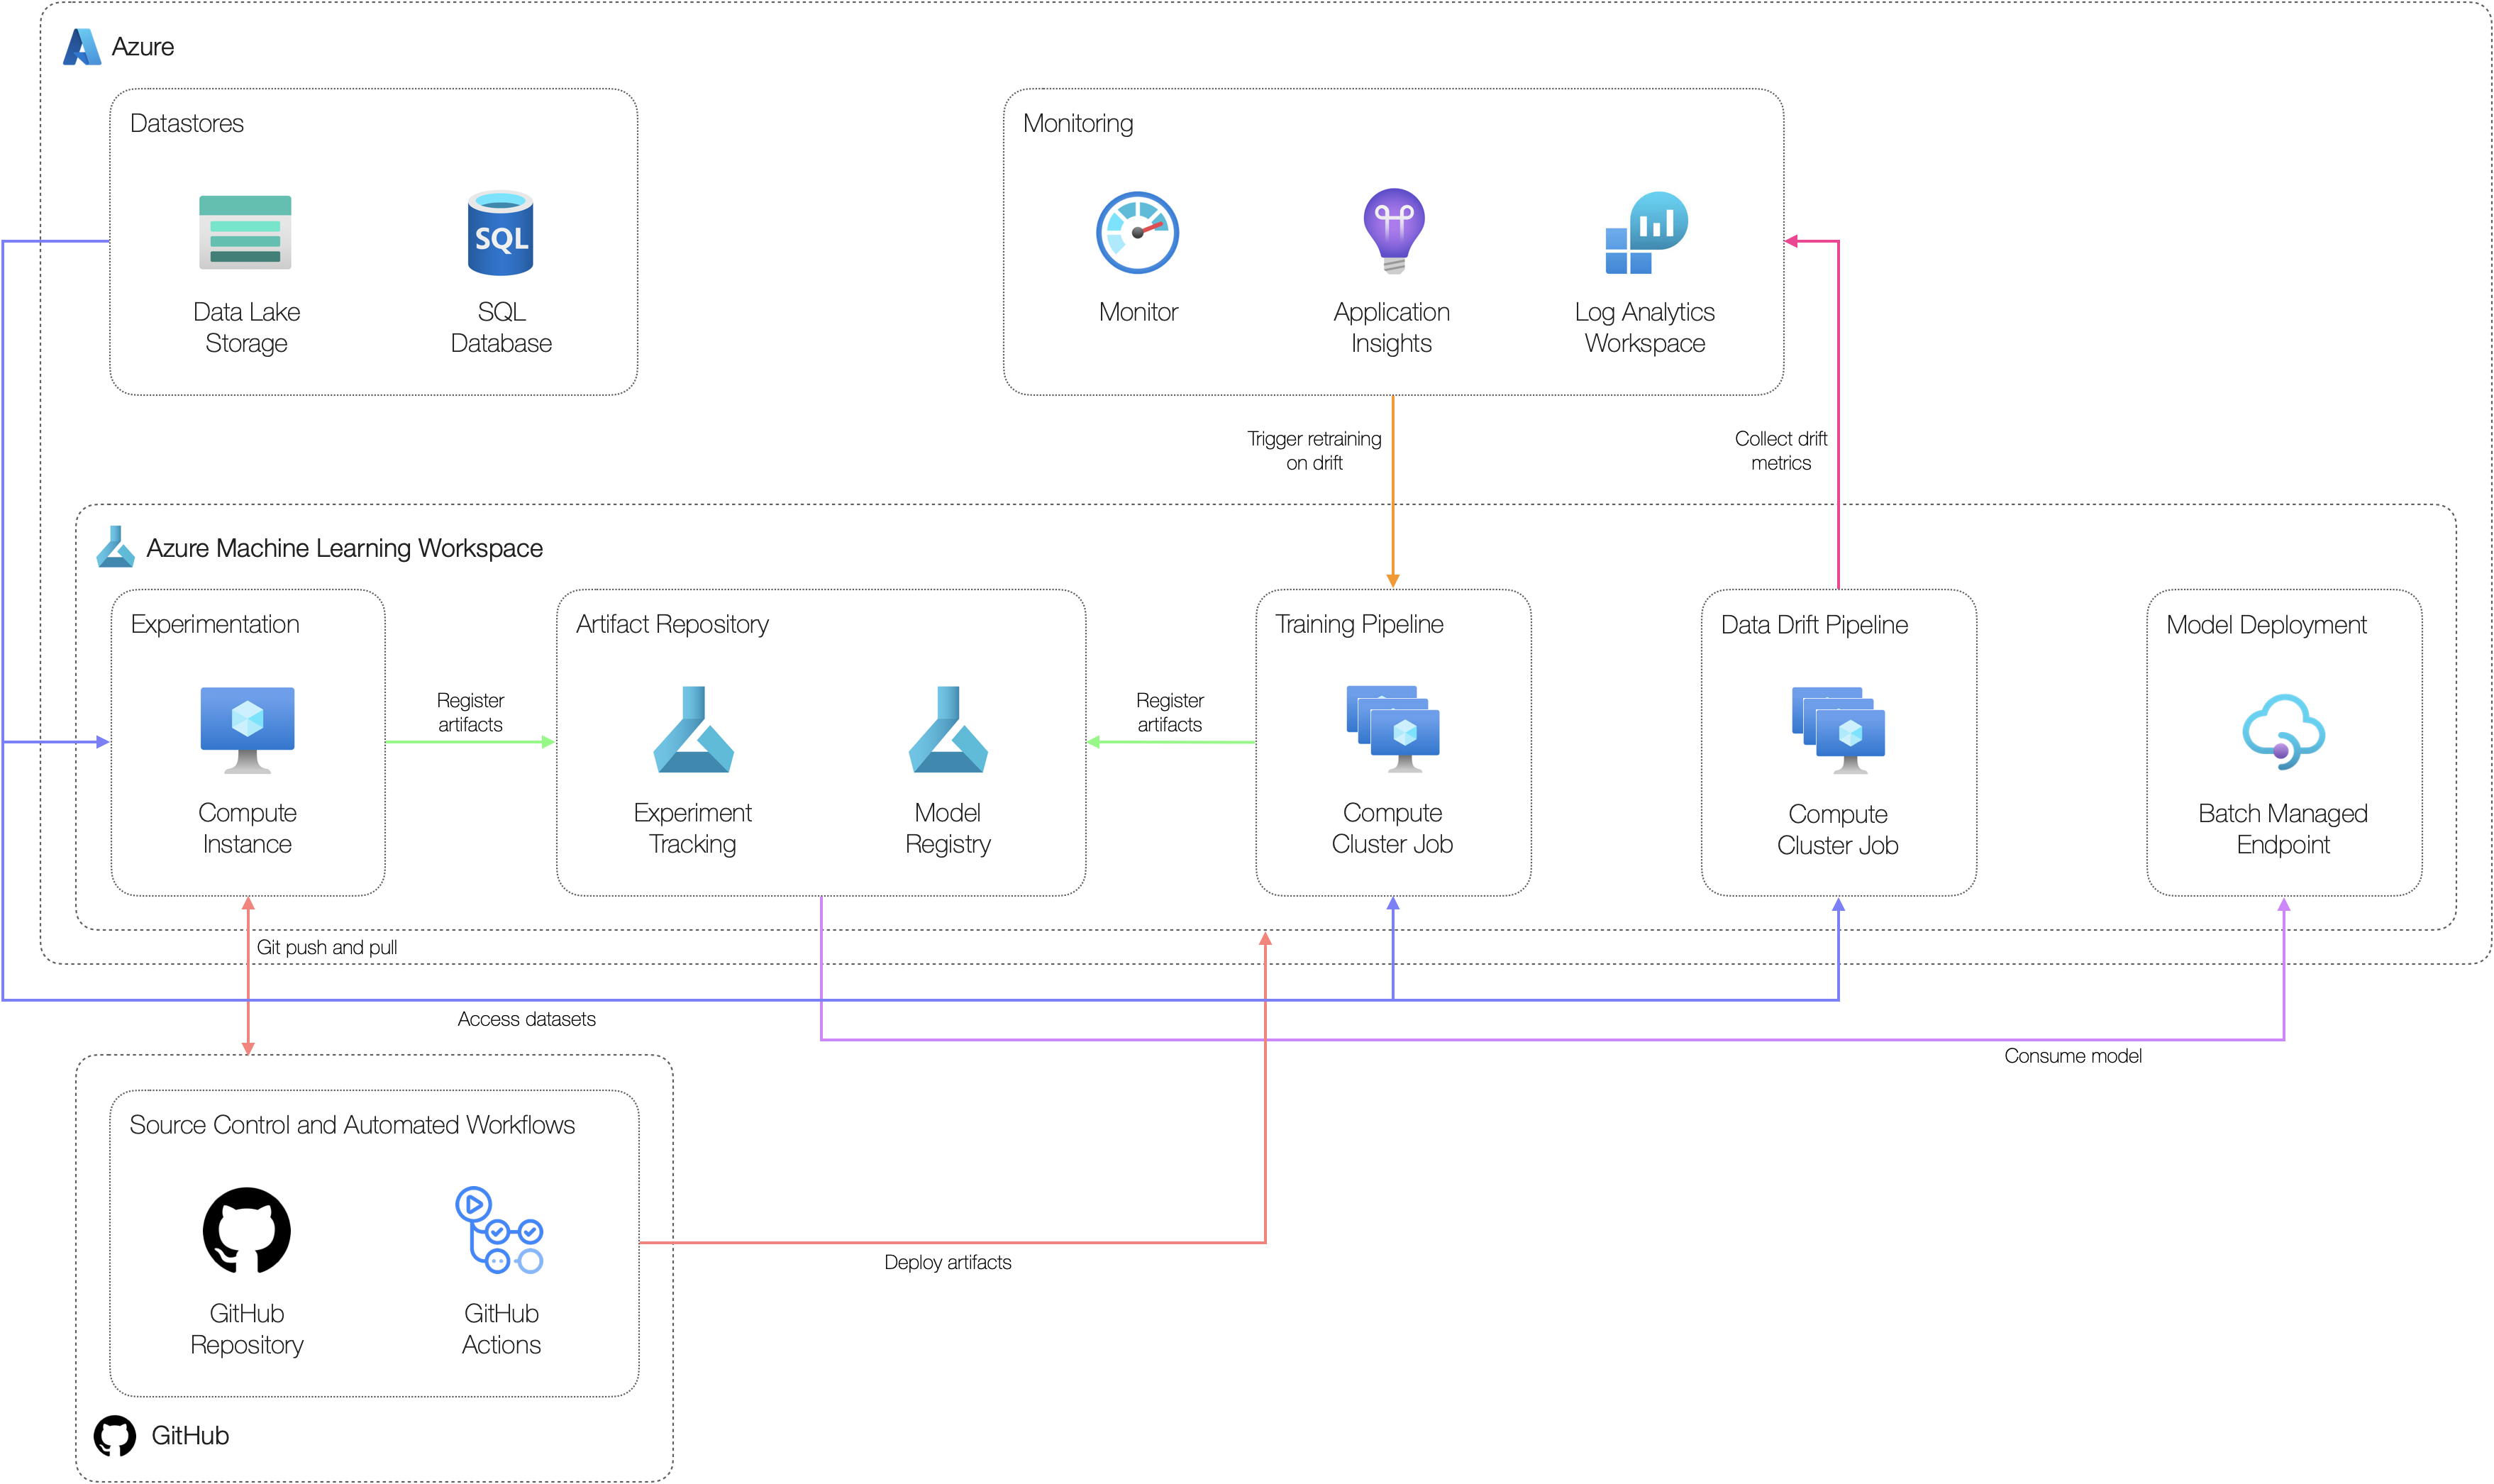 Azure
Datastores
Data Lake
Storage
SQL
SQL
Database
Monitoring
Monitor
Application
Insights
Log Analytics
Workspace
Trigger retraining
on drift
Collect drift
metrics
Azure Machine Learning Workspace
Experimentation
Compute
Instance
Register
artifacts
Artifact Repository
Experiment
Tracking
Model
Registry
Register
artifacts
Training Pipeline
Compute
Cluster Job
Data Drift Pipeline
Compute
Cluster Job
Model Deployment
Batch Managed
Endpoint
Git push and pull
Access datasets
Consume model
Source Control and Automated Workflows
GitHub
Repository
GitHub
Actions
Deploy artifacts
GitHub